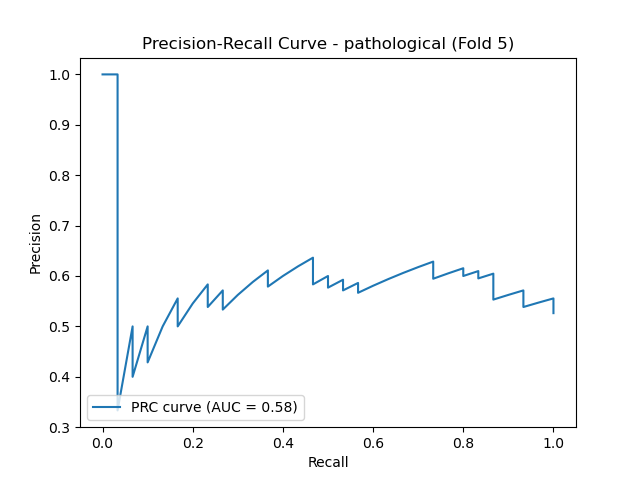 Precision-Recall Curve - pathological (Fold 5)
1.0
0.9
0.8
0.7
0.6
0.5
0.4
0.3
Precision
PRC curve (AUC = 0.58)
0.0 0.2 0.4 0.6 0.8 1.0
Recall